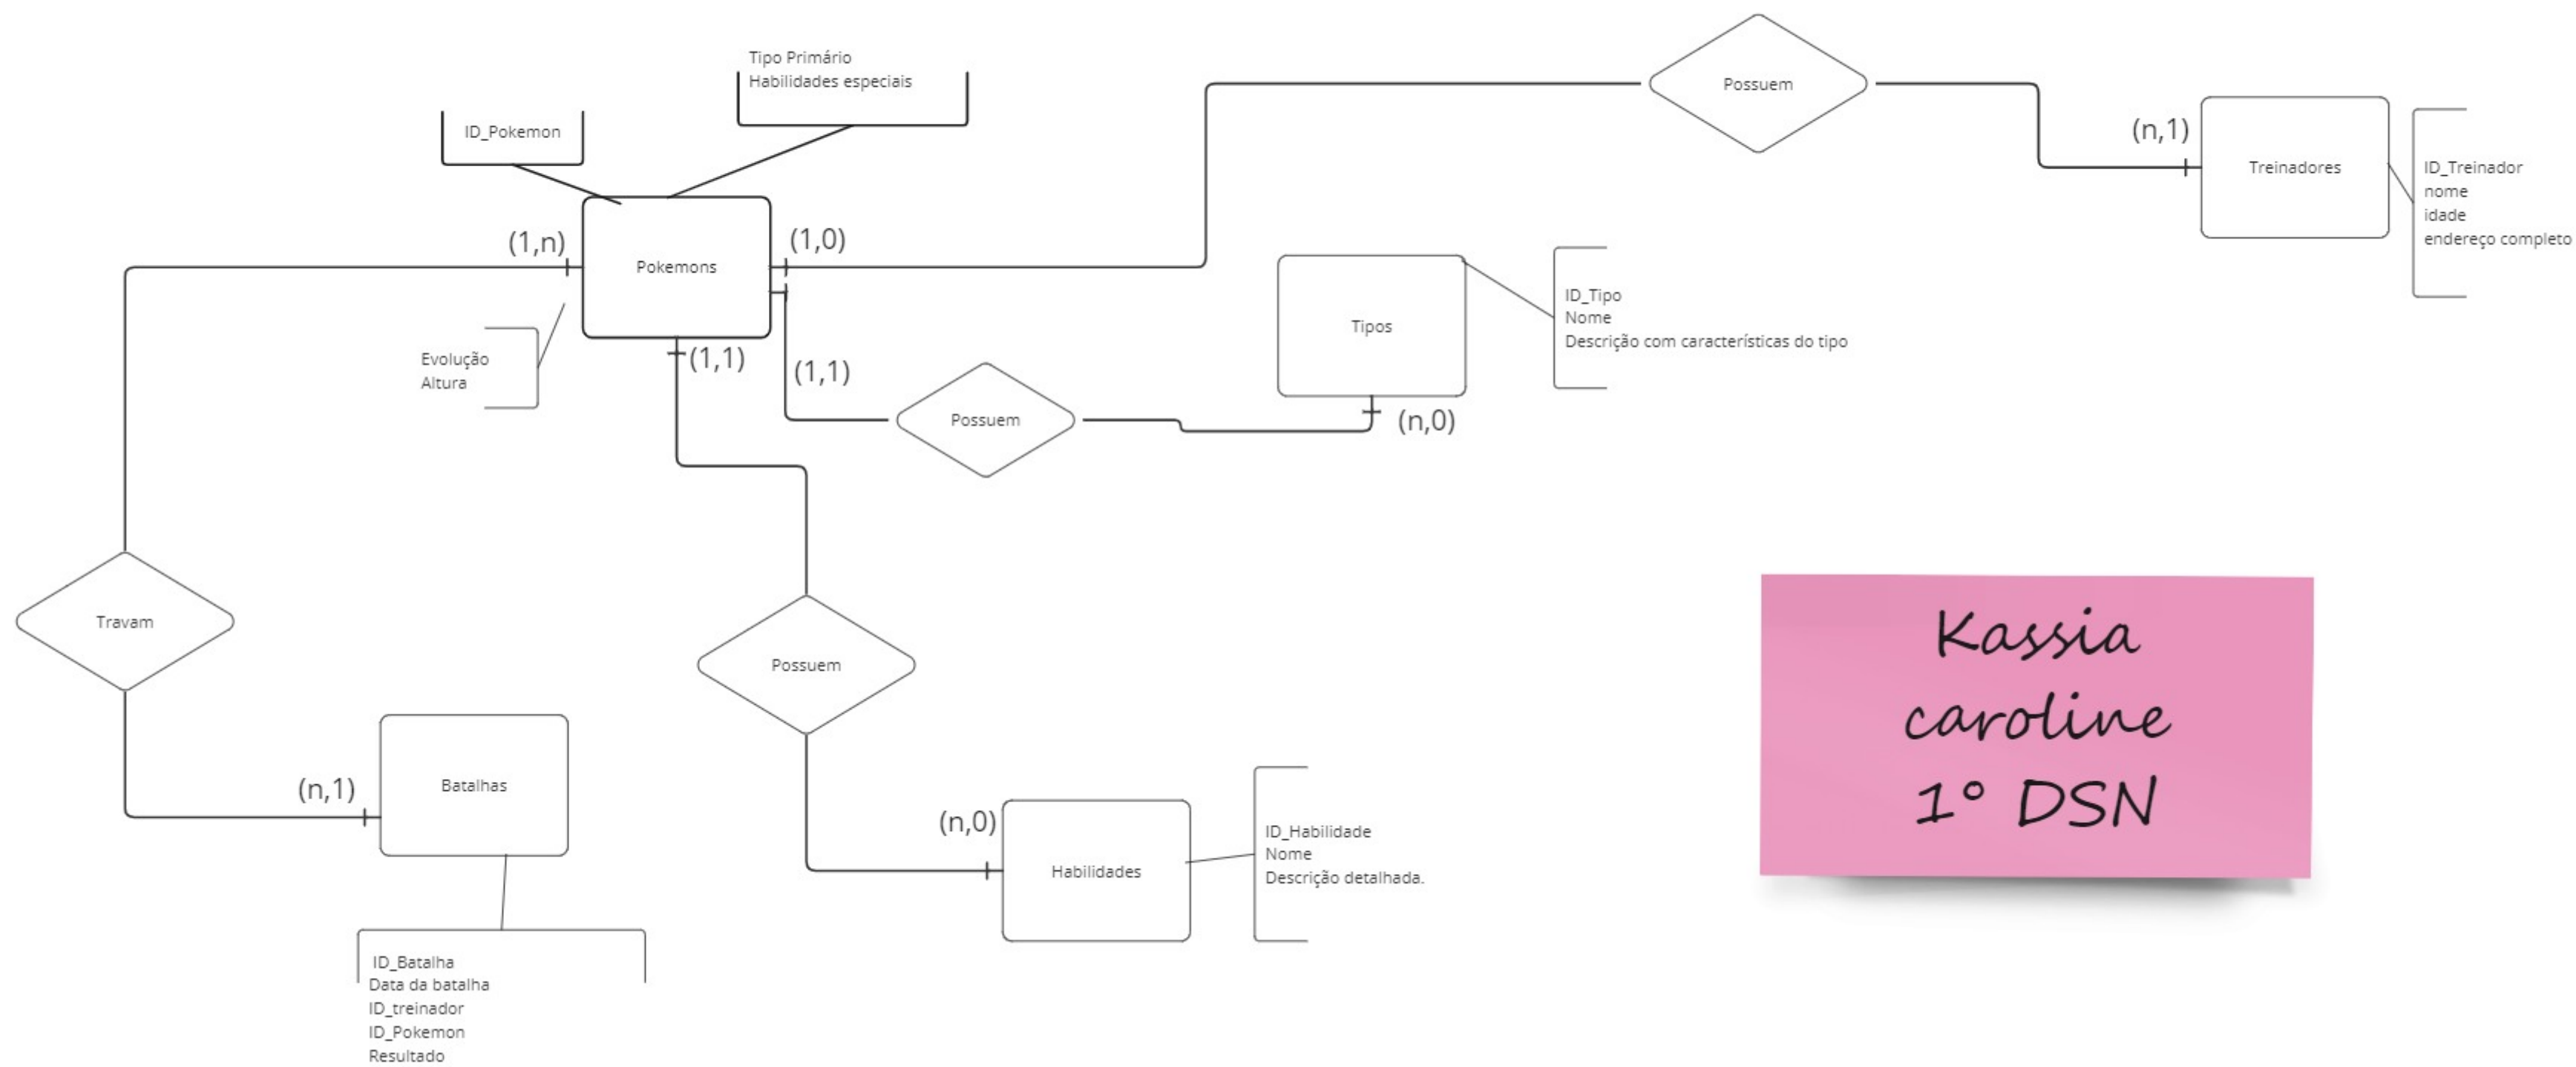 Tipo Primário
Habilidades especiais
ID_Pokemon
Possuem
(n,1)
Treinadores
ID_Treinador
nome
idade
endereço completo
(1,n)
Pokemons
(1,0)
Evolução
Altura
(1,1)
(1,1)
Possuem
Tipos
(n,0)
ID_Tipo
Nome
Descrição com características do tipo
Travam
Possuem
(n,1)
Batalhas
ID_Batalha
Data da batalha
ID_treinador
ID_Pokemon
Resultado
(n,0)
Habilidades
ID_Habilidade
Nome
Descrição detalhada.
Kassia
caroline
1° DSN